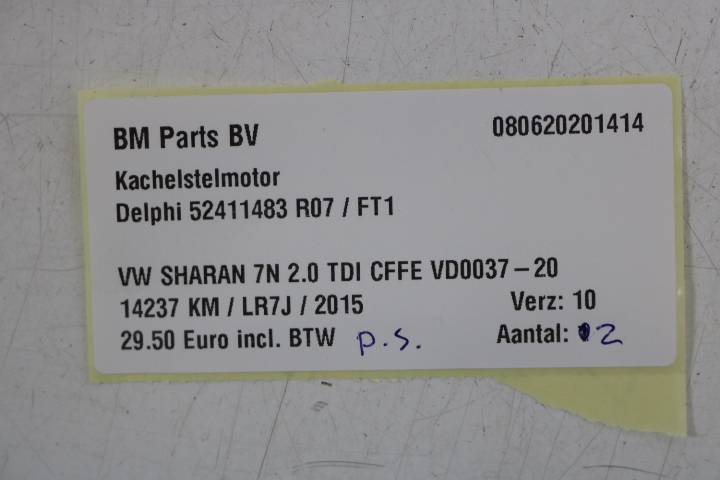 BM Parts BV 080620201414
Kachelstelmotor
Delphi 52411483 R07 / FT1
VW SHARAN 7N 2.0 TDI CFFE VD0037-20
14237 KM / LR7J / 2015 Verz: 10
29.50 Euro incl. BTW p.s. Aantal: 2